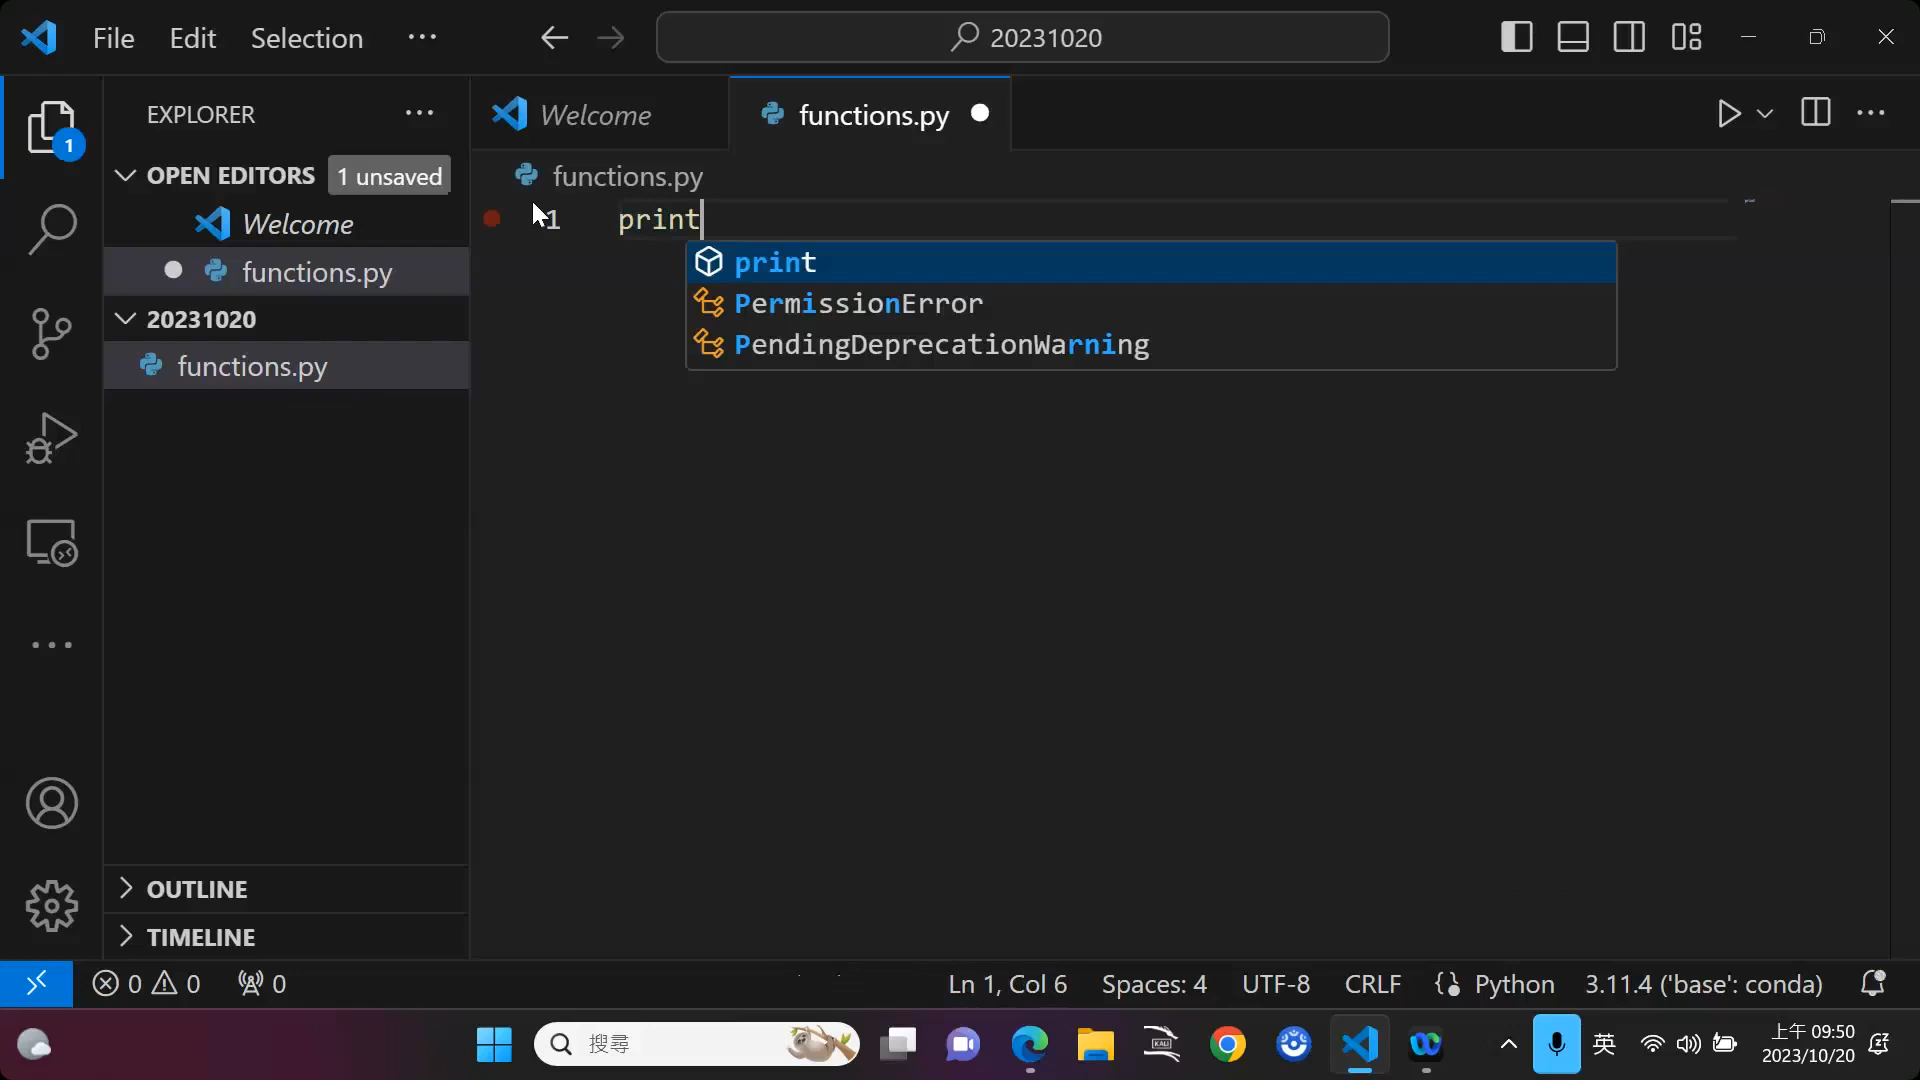 File Edit Selection ··· 20231020
EXPLORER ···
Welcome functions.py
OPEN EDITORS 1 unsaved
functions.py
Welcome
1 print
functions.py
print
PermissionError
PendingDeprecationWarning
20231020
functions.py
1
OUTLINE
TIMELINE
0 0 0 Ln 1, Col 6 Spaces: 4 UTF-8 CRLF Python 3.11.4 ('base': conda)
搜尋
KALI
英
上午 09:50
2023/10/20